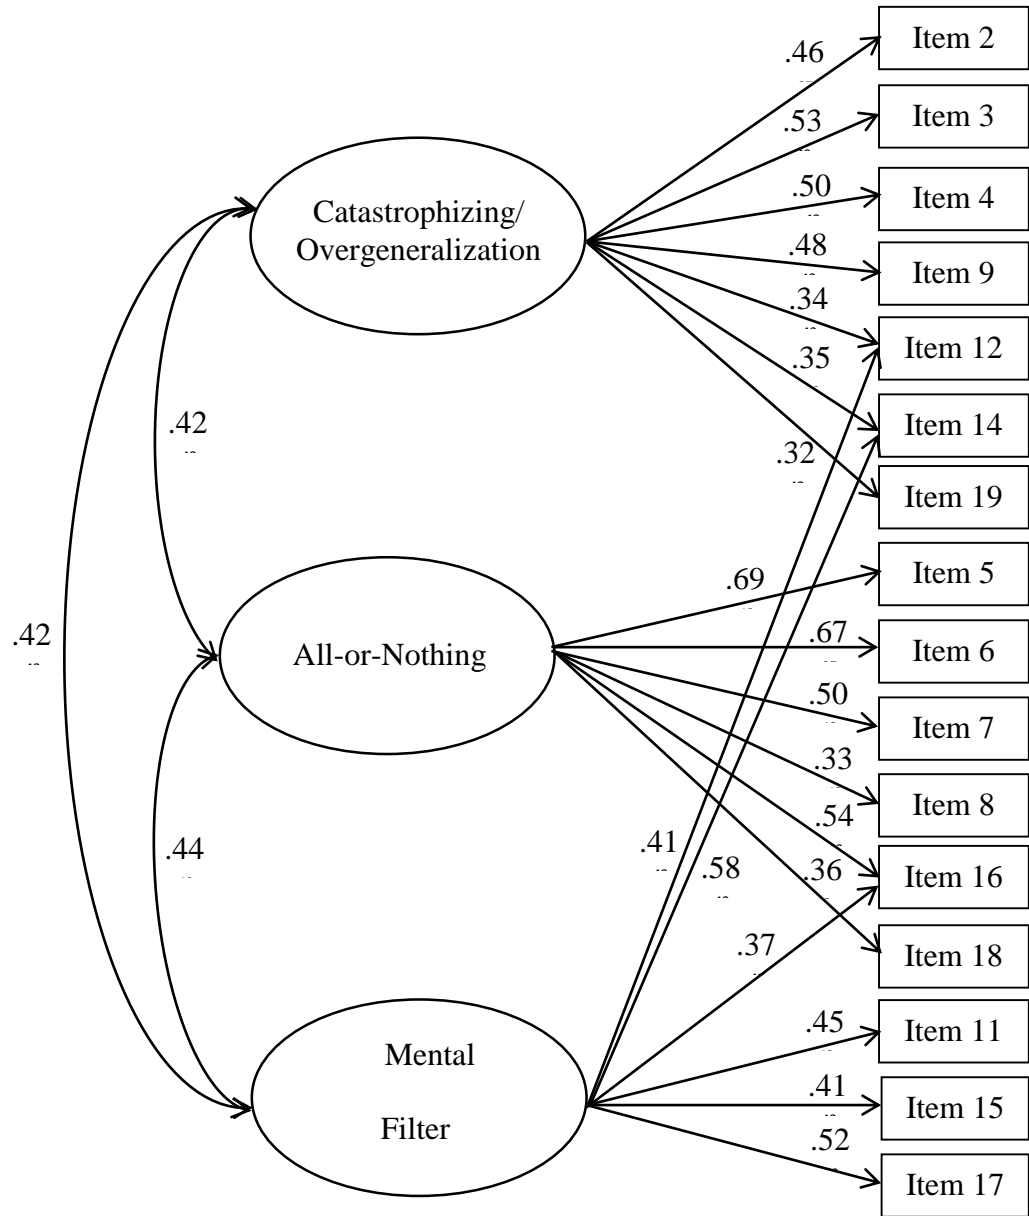 Item 2
.46
Item 3
.53
Catastrophizing/
Overgeneralization
.50
Item 4
.48
Item 9
.34
Item 12
.35
Item 14
.42
.32
Item 19
Item 5
.69
.42
All-or-Nothing
.67
Item 6
.50
Item 7
.33
Item 8
.54
.44
.41
.58
.36
Item 16
.37
Item 18
Mental
Filter
.45
Item 11
.41
Item 15
.52
Item 17